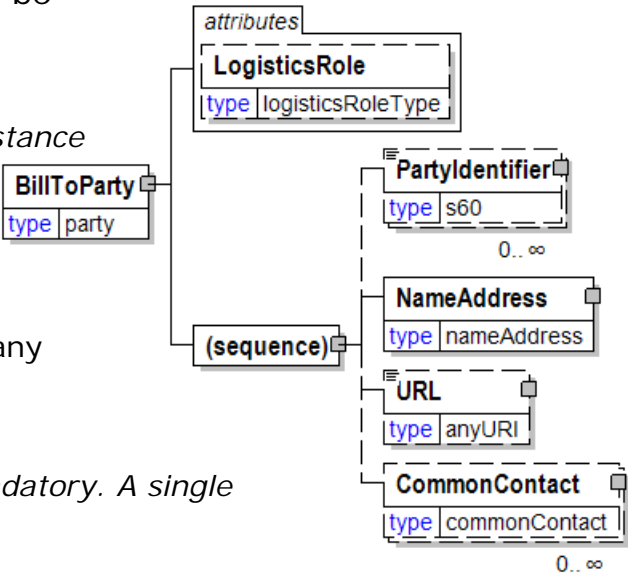 be
attributes
LogisticsRole
type logisticsRoleType
stance
BillToParty
type party
PartyIdentifier
type s60
0.. ∞
NameAddress
type nameAddress
any
(sequence)
URL
type anyURI
datory. A single
CommonContact
type commonContact
0.. ∞